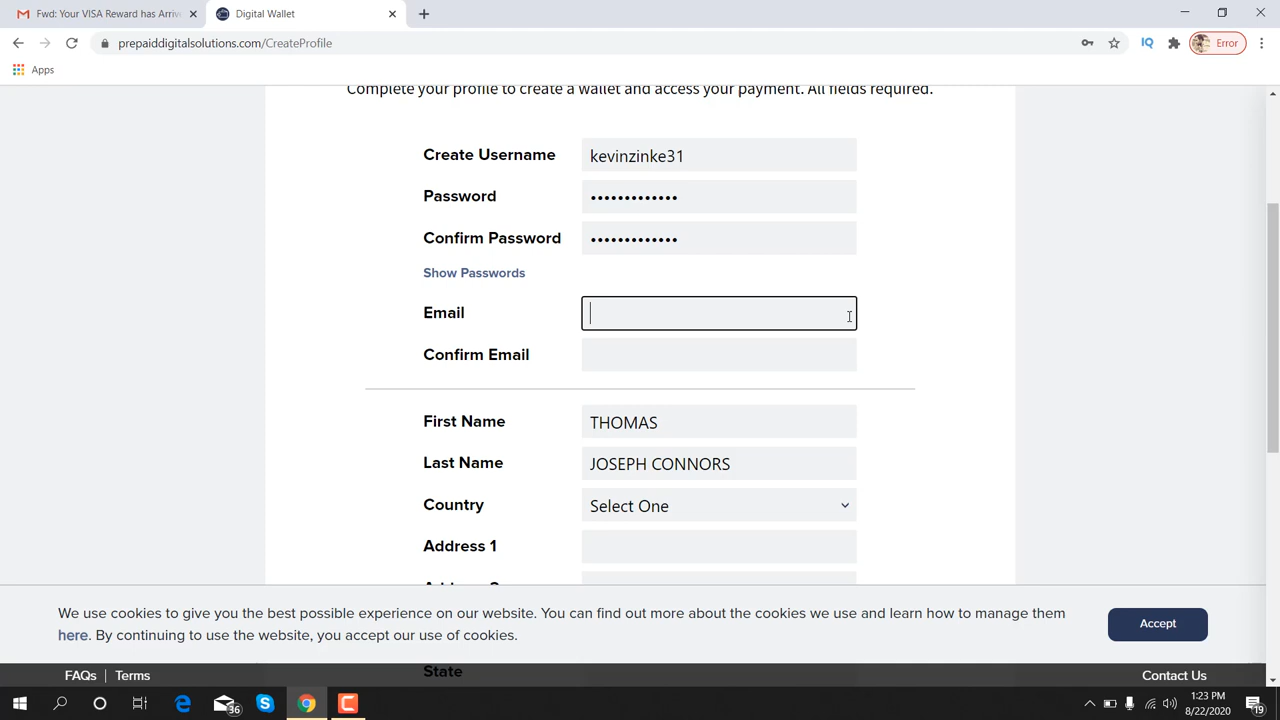 Fwd: Your VISA Reward has Arrive
Digital Wallet
prepaiddigitalsolutions.com/CreateProfile
IQ
Error
Apps
Complete your profile to create a wallet and access your payment. All fields required.
Create Username kevinzinke31
Password •••••••••••••
Confirm Password •••••••••••••
Show Passwords
Email
Confirm Email
First Name THOMAS
Last Name JOSEPH CONNORS
Country Select One
Address 1
We use cookies to give you the best possible experience on our website. You can find out more about the cookies we use and learn how to manage them
here. By continuing to use the website, you accept our use of cookies.
Accept
State
FAQs | Terms
Contact Us
36
1:23 PM
8/22/2020
19